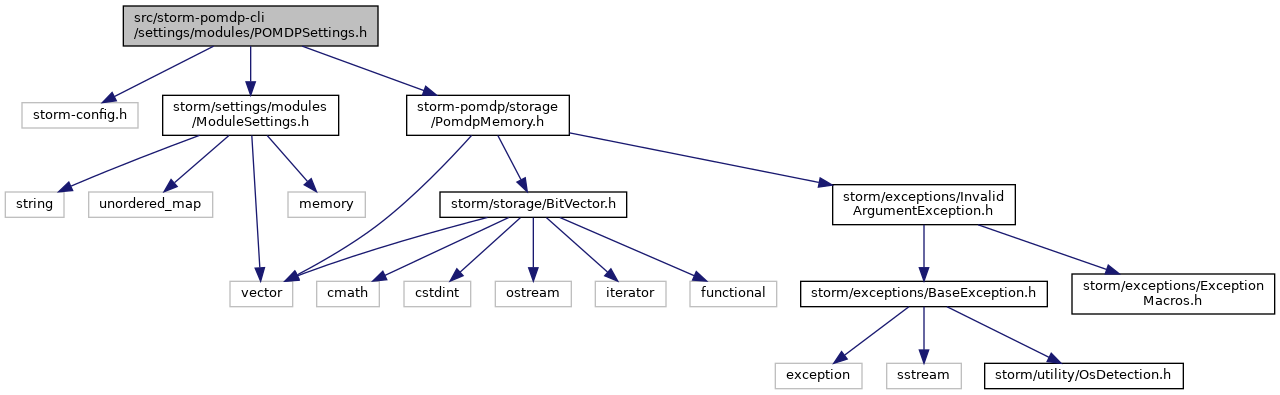 src/storm-pomdp-cli
/settings/modules/POMDPSettings.h
storm-config.h
storm/settings/modules
/ModuleSettings.h
storm-pomdp/storage
/PomdpMemory.h
string
unordered_map
memory
storm/storage/BitVector.h
storm/exceptions/Invalid
ArgumentException.h
vector
cmath
cstdint
ostream
iterator
functional
storm/exceptions/BaseException.h
storm/exceptions/Exception
Macros.h
exception
sstream
storm/utility/OsDetection.h